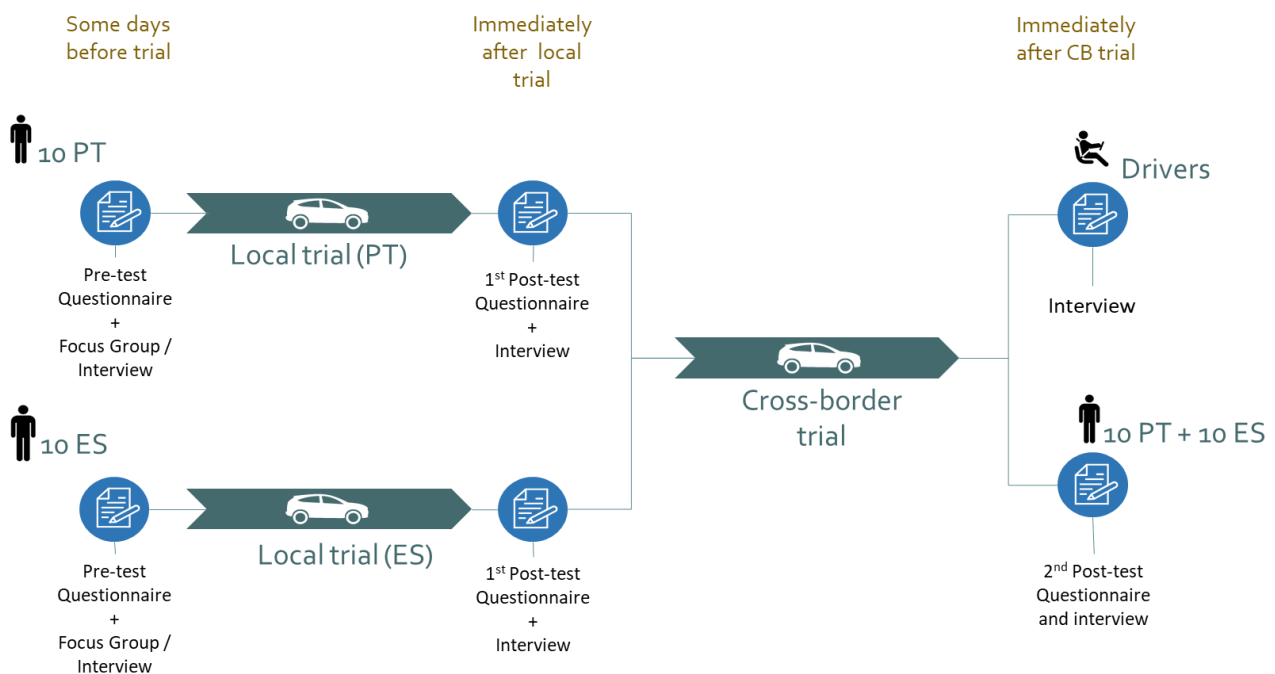 Some days
before trial
Immediately
after local
trial
Immediately
after CB trial
10 PT
Local trial (PT)
Pre-test
Questionnaire
+
Focus Group /
Interview
1st Post-test
Questionnaire
+
Interview
Drivers
Interview
Cross-border
trial
10 ES
Local trial (ES)
Pre-test
Questionnaire
+
Focus Group /
Interview
1st Post-test
Questionnaire
+
Interview
10 PT + 10 ES
2nd Post-test
Questionnaire
and interview